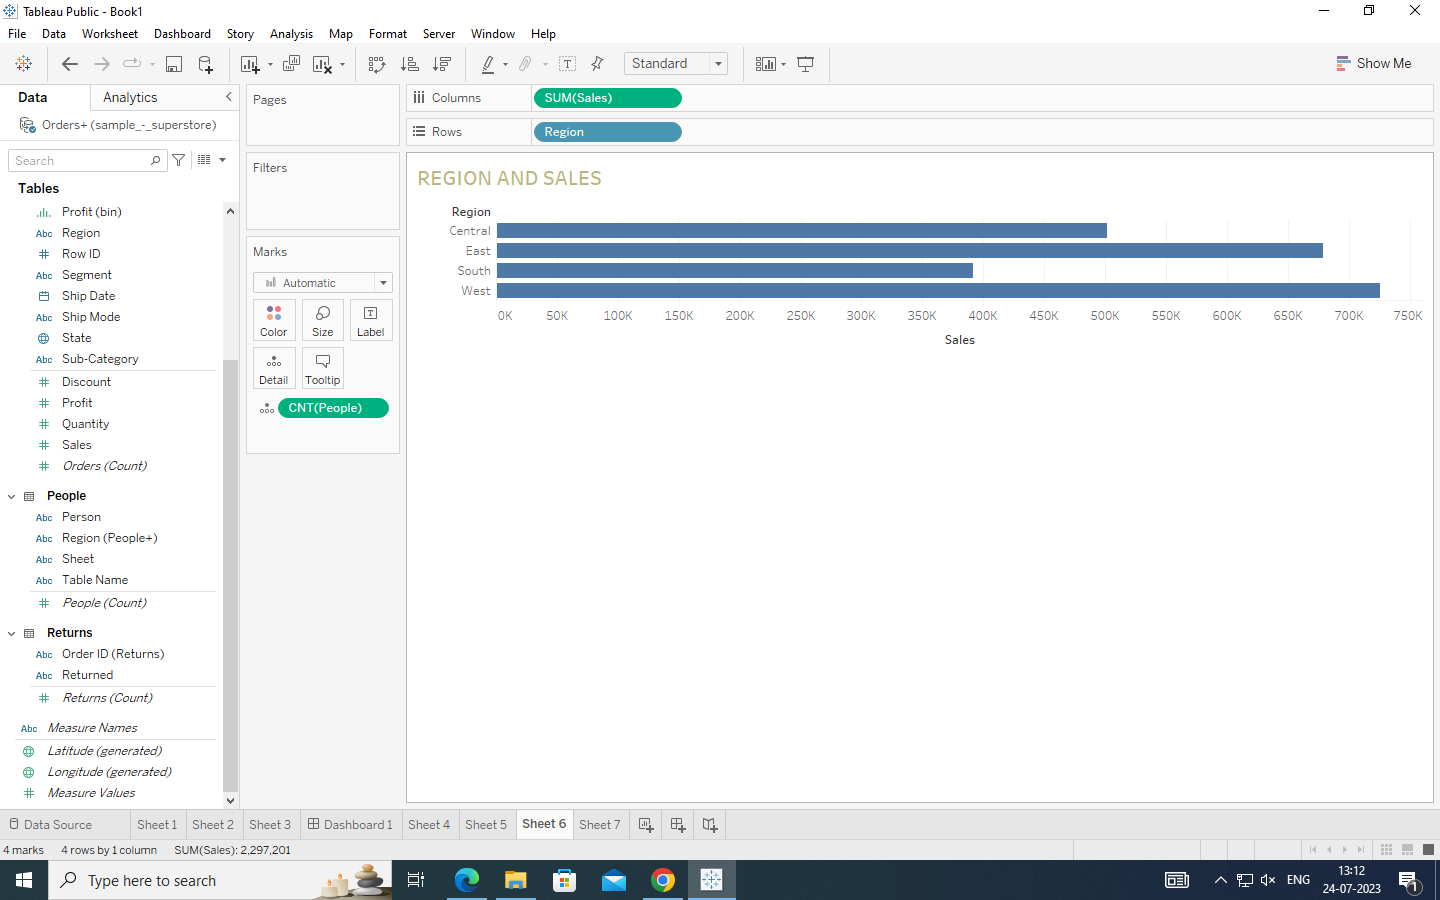 Tableau Public - Book1
File Data Worksheet Dashboard Story Analysis Map Format Server Window Help
Standard
Show Me
Data Analytics
Orders+ (sample_-_superstore)
Search
Tables
Profit (bin)
Abc Region
Row ID
Abc Segment
Ship Date
Abc Ship Mode
State
Abc Sub-Category
Discount
Profit
Quantity
Sales
Orders (Count)
People
Abc Person
Abc Region (People+)
Abc Sheet
Abc Table Name
People (Count)
Returns
Abc Order ID (Returns)
Abc Returned
Returns (Count)
Abc Measure Names
Latitude (generated)
Longitude (generated)
Measure Values
Pages
Filters
Marks
Automatic
Color Size Label
Detail Tooltip
CNT(People)
Columns SUM(Sales)
Rows Region
REGION AND SALES
Region
Central
East
South
West
0K 50K 100K 150K 200K 250K 300K 350K 400K 450K 500K 550K 600K 650K 700K 750K
Sales
Data Source Sheet 1 Sheet 2 Sheet 3 Dashboard 1 Sheet 4 Sheet 5 Sheet 6 Sheet 7
4 marks 4 rows by 1 column SUM(Sales): 2,297,201
Type here to search
ENG
13:12
24-07-2023
1